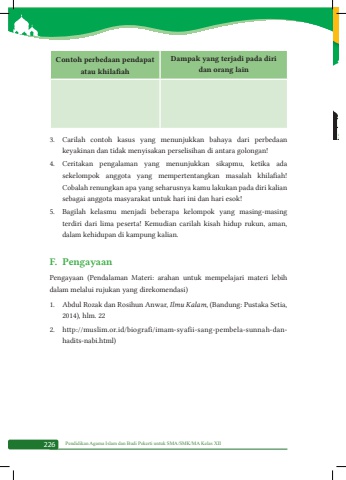 Contoh perbedaan pendapat
atau khilafiah
Dampak yang terjadi pada diri
dan orang lain
3. Carilah contoh kasus yang menunjukkan bahaya dari perbedaan
keyakinan dan tidak menyisakan perselisihan di antara golongan!
4. Ceritakan pengalaman yang menunjukkan sikapmu, ketika ada
sekelompok anggota yang mempertentangkan masalah khilafiah!
Cobalah renungkan apa yang seharusnya kamu lakukan pada diri kalian
sebagai anggota masyarakat untuk hari ini dan hari esok!
5. Bagilah kelasmu menjadi beberapa kelompok yang masing-masing
terdiri dari lima peserta! Kemudian carilah kisah hidup rukun, aman,
dalam kehidupan di kampung kalian.
F. Pengayaan
Pengayaan (Pendalaman Materi: arahan untuk mempelajari materi lebih
dalam melalui rujukan yang direkomendasi)
1. Abdul Rozak dan Rosihun Anwar, Ilmu Kalam, (Bandung: Pustaka Setia,
2014), hlm. 22
2. http://muslim.or.id/biografi/imam-syafii-sang-pembela-sunnah-dan-
hadits-nabi.html)
226 Pendidikan Agama Islam dan Budi Pekerti untuk SMA/SMK/MA Kelas XII